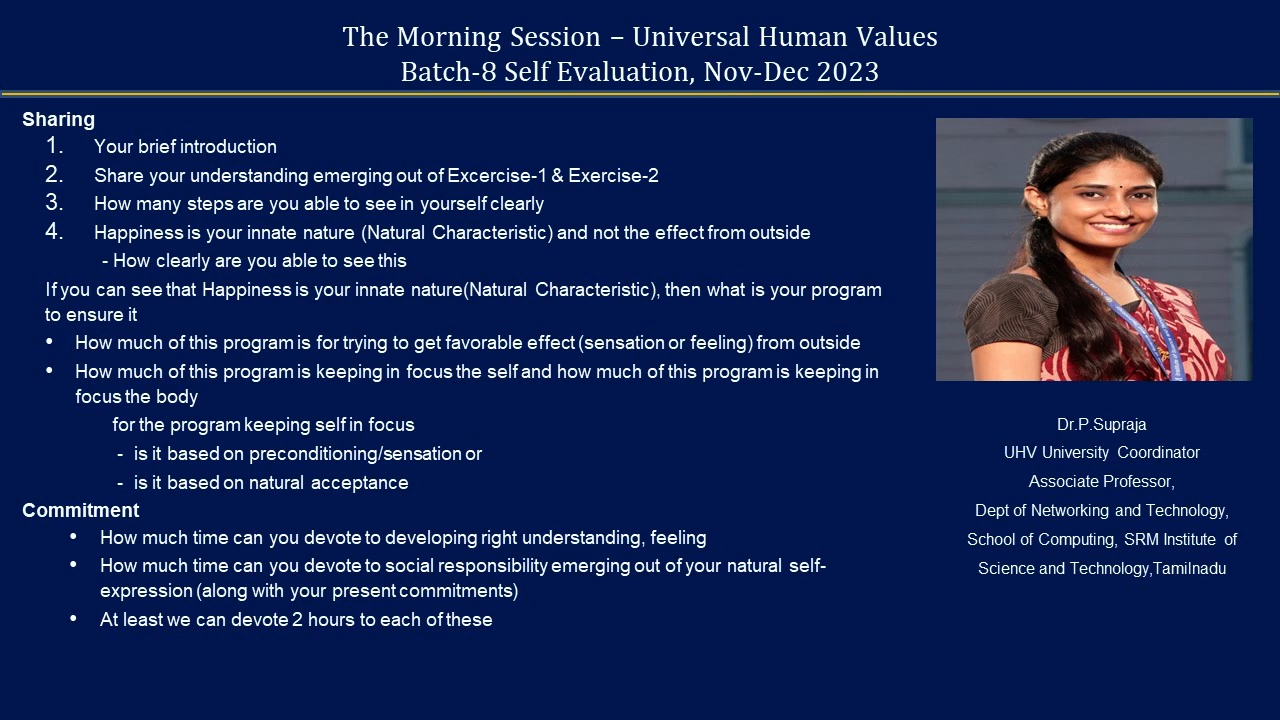 The Morning Session – Universal Human Values
Batch-8 Self Evaluation, Nov-Dec 2023
Sharing
1. Your brief introduction
2. Share your understanding emerging out of Excercise-1 & Exercise-2
3. How many steps are you able to see in yourself clearly
4. Happiness is your innate nature (Natural Characteristic) and not the effect from outside
- How clearly are you able to see this
If you can see that Happiness is your innate nature(Natural Characteristic), then what is your program
to ensure it
• How much of this program is for trying to get favorable effect (sensation or feeling) from outside
• How much of this program is keeping in focus the self and how much of this program is keeping in
focus the body
for the program keeping self in focus
- is it based on preconditioning/sensation or
- is it based on natural acceptance
Commitment
• How much time can you devote to developing right understanding, feeling
• How much time can you devote to social responsibility emerging out of your natural self-
expression (along with your present commitments)
• At least we can devote 2 hours to each of these
Dr.P.Supraja
UHV University Coordinator
Associate Professor,
Dept of Networking and Technology,
School of Computing, SRM Institute of
Science and Technology,Tamilnadu